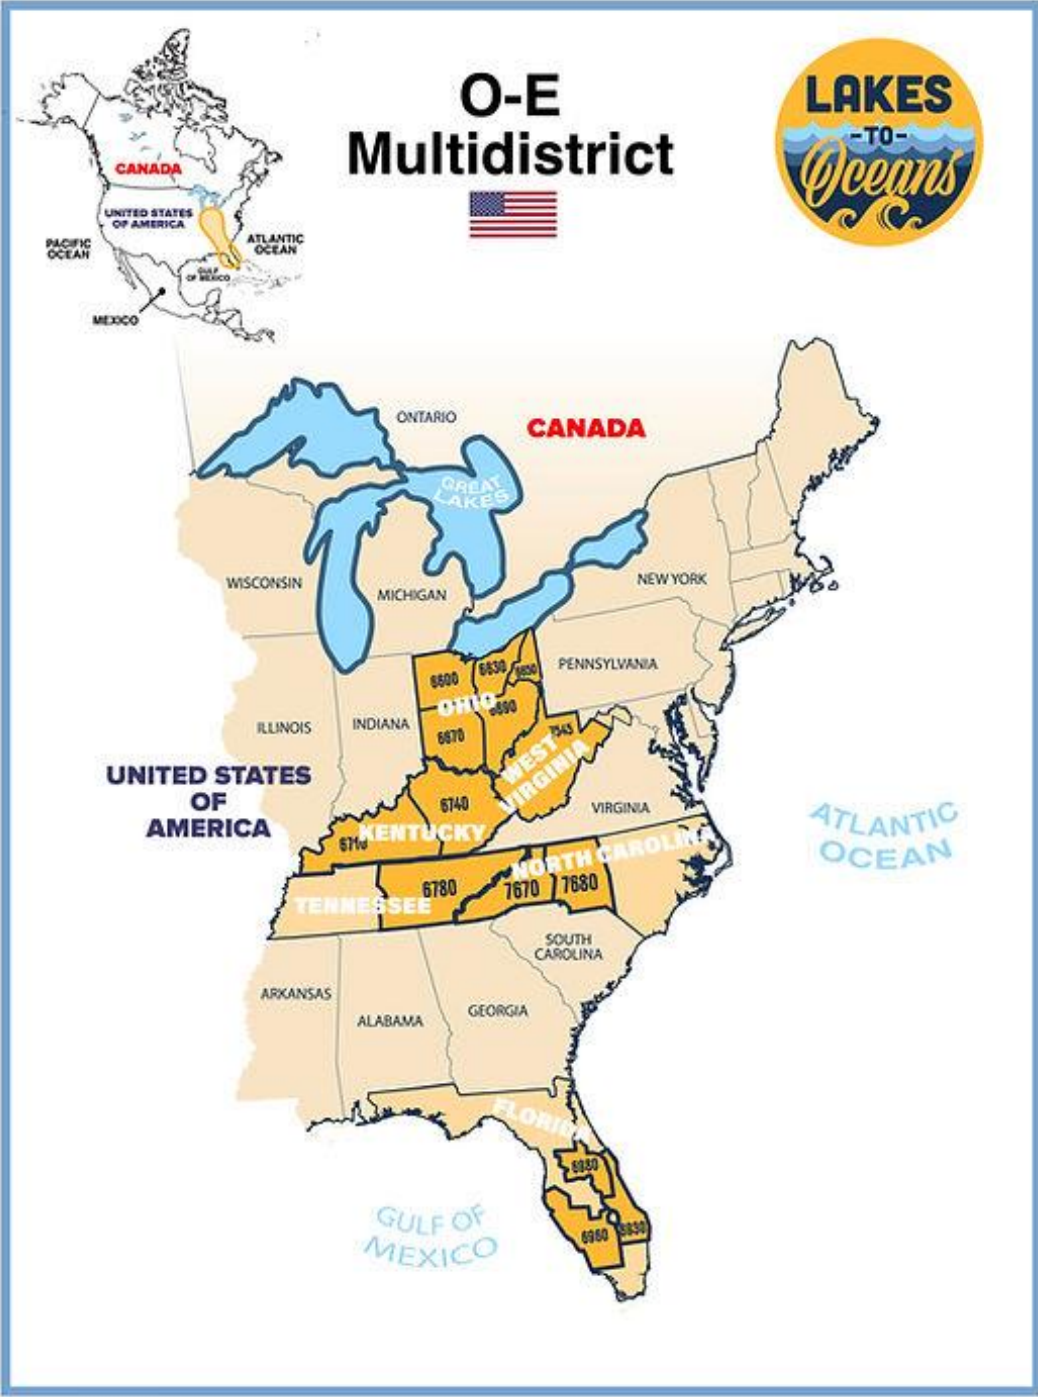 O-E
Multidistrict
LAKES
-TO-
Oceans
CANADA
UNITED STATES
OF AMERICA
PACIFIC
OCEAN
ATLANTIC
OCEAN
GULF
OF MEXICO
MEXICO
ONTARIO
CANADA
GREAT
LAKES
WISCONSIN
MICHIGAN
NEW YORK
6600
6630
6650
PENNSYLVANIA
OHIO
6690
ILLINOIS
INDIANA
6670
7545
WEST
VIRGINIA
UNITED STATES
OF
AMERICA
6740
VIRGINIA
ATLANTIC
OCEAN
KENTUCKY
6710
NORTH CAROLINA
6780
7670
7680
TENNESSEE
SOUTH
CAROLINA
ARKANSAS
ALABAMA
GEORGIA
FLORIDA
6980
GULF OF
MEXICO
6960
6930